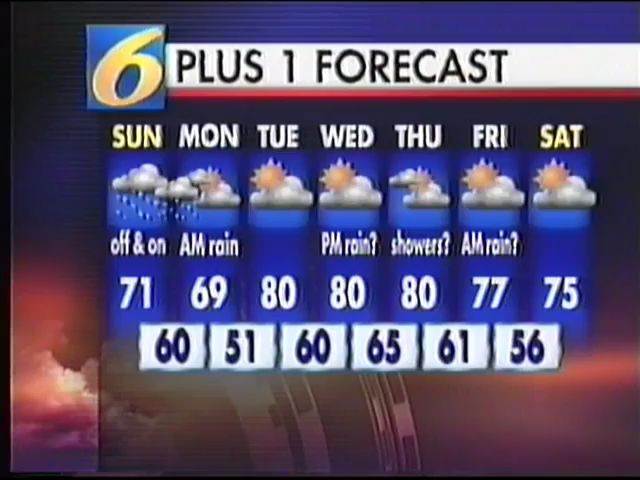 6 PLUS 1 FORECAST
SUN MON TUE WED THU FRI SAT
off & on AM rain PM rain? showers? AM rain?
71 69 80 80 80 77 75
60 51 60 65 61 56